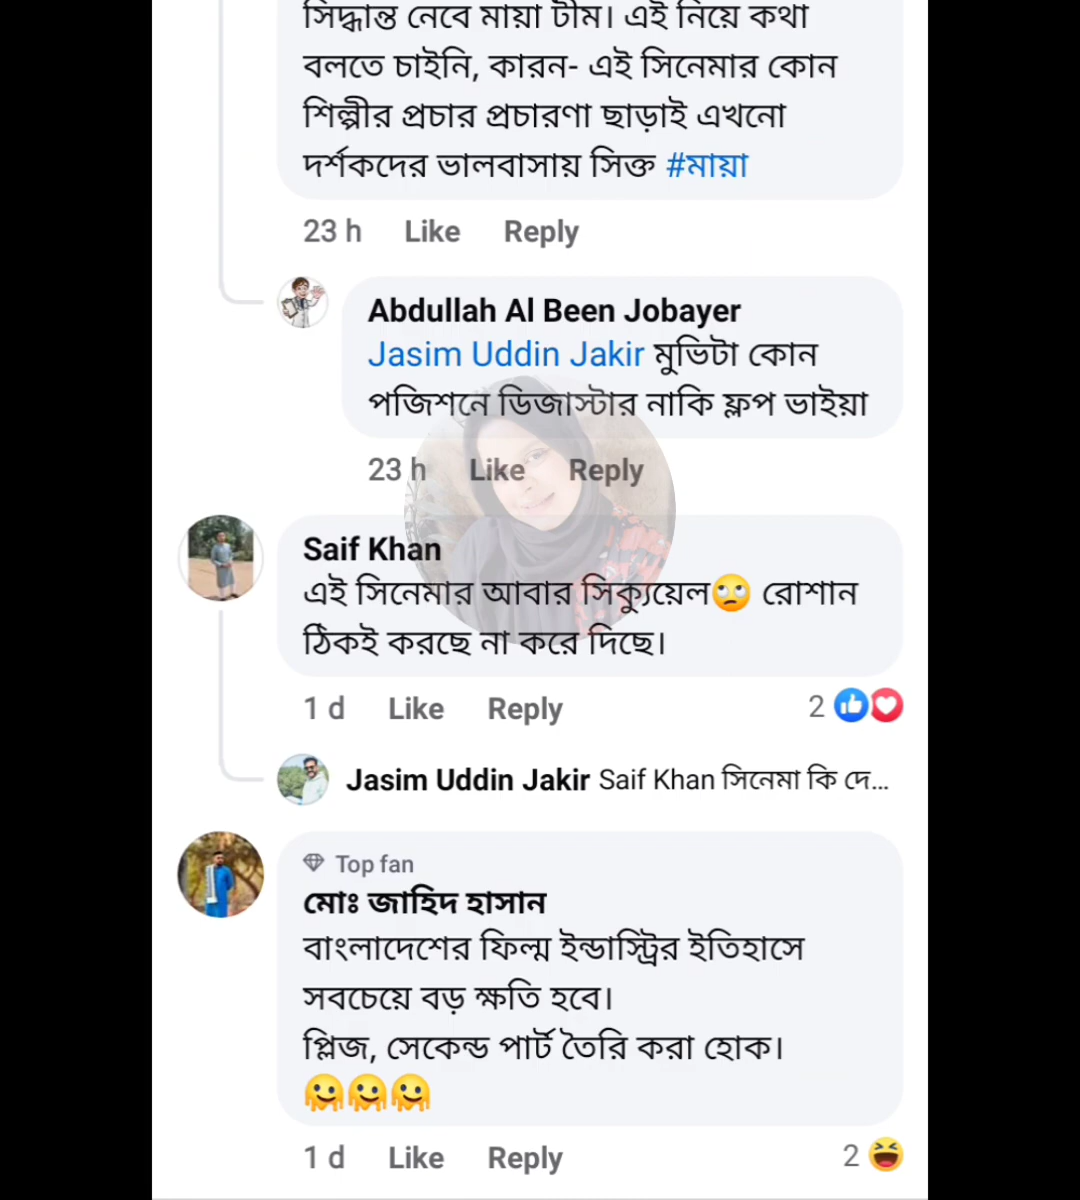 সিদ্ধান্ত নেবে মায়া টীম। এই নিয়ে কথা
বলতে চাইনি, কারন- এই সিনেমার কোন
শিল্পীর প্রচার প্রচারণা ছাড়াই এখনো
দর্শকদের ভালবাসায় সিক্ত #মায়া
23 h Like Reply
Abdullah Al Been Jobayer
Jasim Uddin Jakir মুভিটা কোন
পজিশনে ডিজাস্টার নাকি ফ্লপ ভাইয়া
23 h Like Reply
Saif Khan
এই সিনেমার আবার সিক্যুয়েল🙄 রোশান
ঠিকই করছে না করে দিছে।
1 d Like Reply 2
Jasim Uddin Jakir Saif Khan সিনেমা কি দে...
Top fan
মোঃ জাহিদ হাসান
বাংলাদেশের ফিল্ম ইন্ডাস্ট্রির ইতিহাসে
সবচেয়ে বড় ক্ষতি হবে।
প্লিজ, সেকেন্ড পার্ট তৈরি করা হোক।
🫠🫠🫠
1 d Like Reply 2